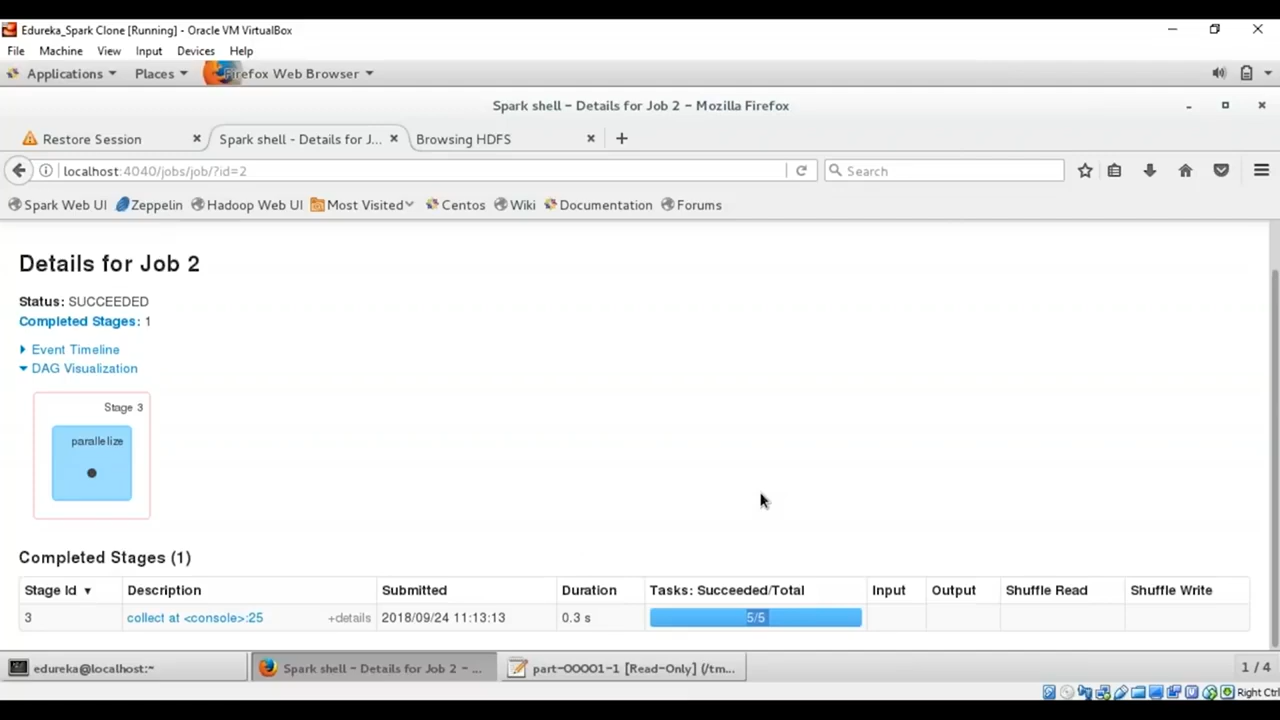 Edureka_Spark Clone [Running] - Oracle VM VirtualBox
File Machine View Input Devices Help
Applications Places Firefox Web Browser
Spark shell - Details for Job 2 - Mozilla Firefox
Restore Session Spark shell - Details for J... Browsing HDFS
localhost:4040/jobs/job/?id=2 Search
Spark Web UI Zeppelin Hadoop Web UI Most Visited Centos Wiki Documentation Forums
Details for Job 2
Status: SUCCEEDED
Completed Stages: 1
Event Timeline
DAG Visualization
Stage 3
parallelize
Completed Stages (1)
Stage Id Description Submitted Duration Tasks: Succeeded/Total Input Output Shuffle Read Shuffle Write
3 collect at <console>:25 +details 2018/09/24 11:13:13 0.3 s 5/5
edureka@localhost:~ Spark shell - Details for Job 2 - ... part-00001-1 [Read-Only] (/tm... 1 / 4
Right Ctrl